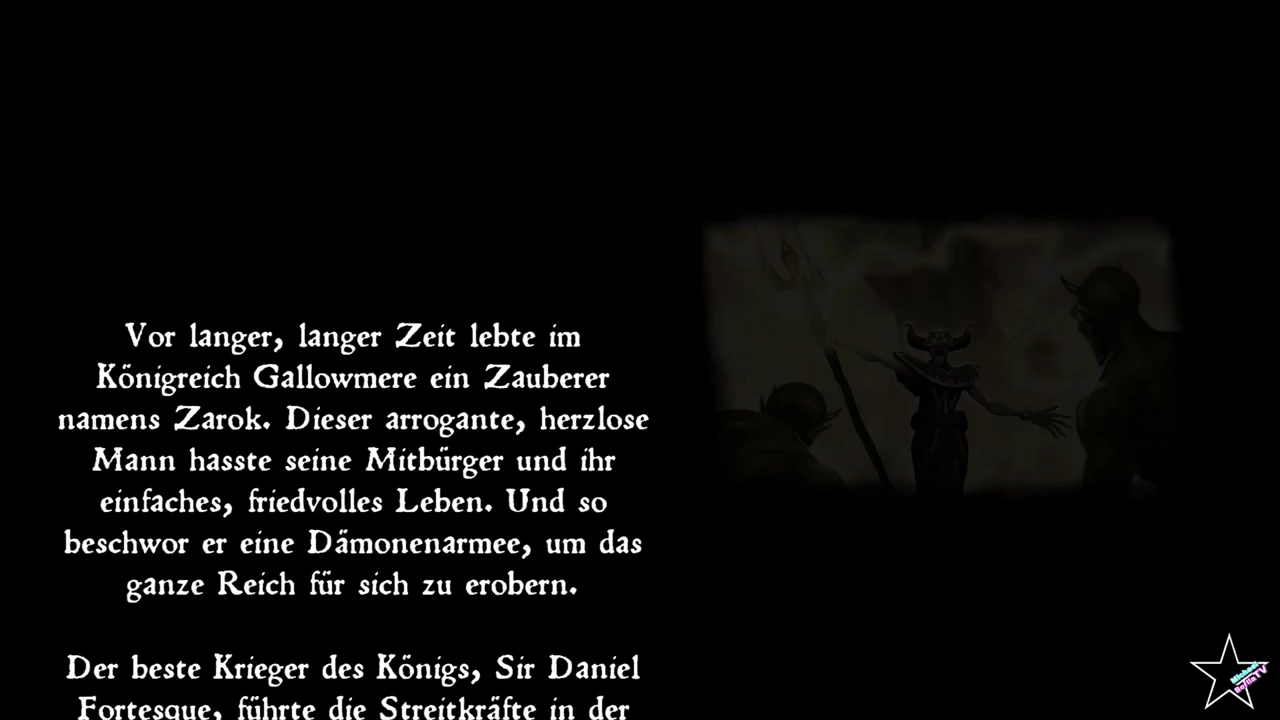 Vor langer, langer Zeit lebte im
Königreich Gallowmere ein Zauberer
namens Zarok. Dieser arrogante, herzlose
Mann hasste seine Mitbürger und ihr
einfaches, friedvolles Leben. Und so
beschwor er eine Dämonenarmee, um das
ganze Reich für sich zu erobern.
Der beste Krieger des Königs, Sir Daniel
Fortesque, führte die Streitkräfte in der
Michael
BofilaTV